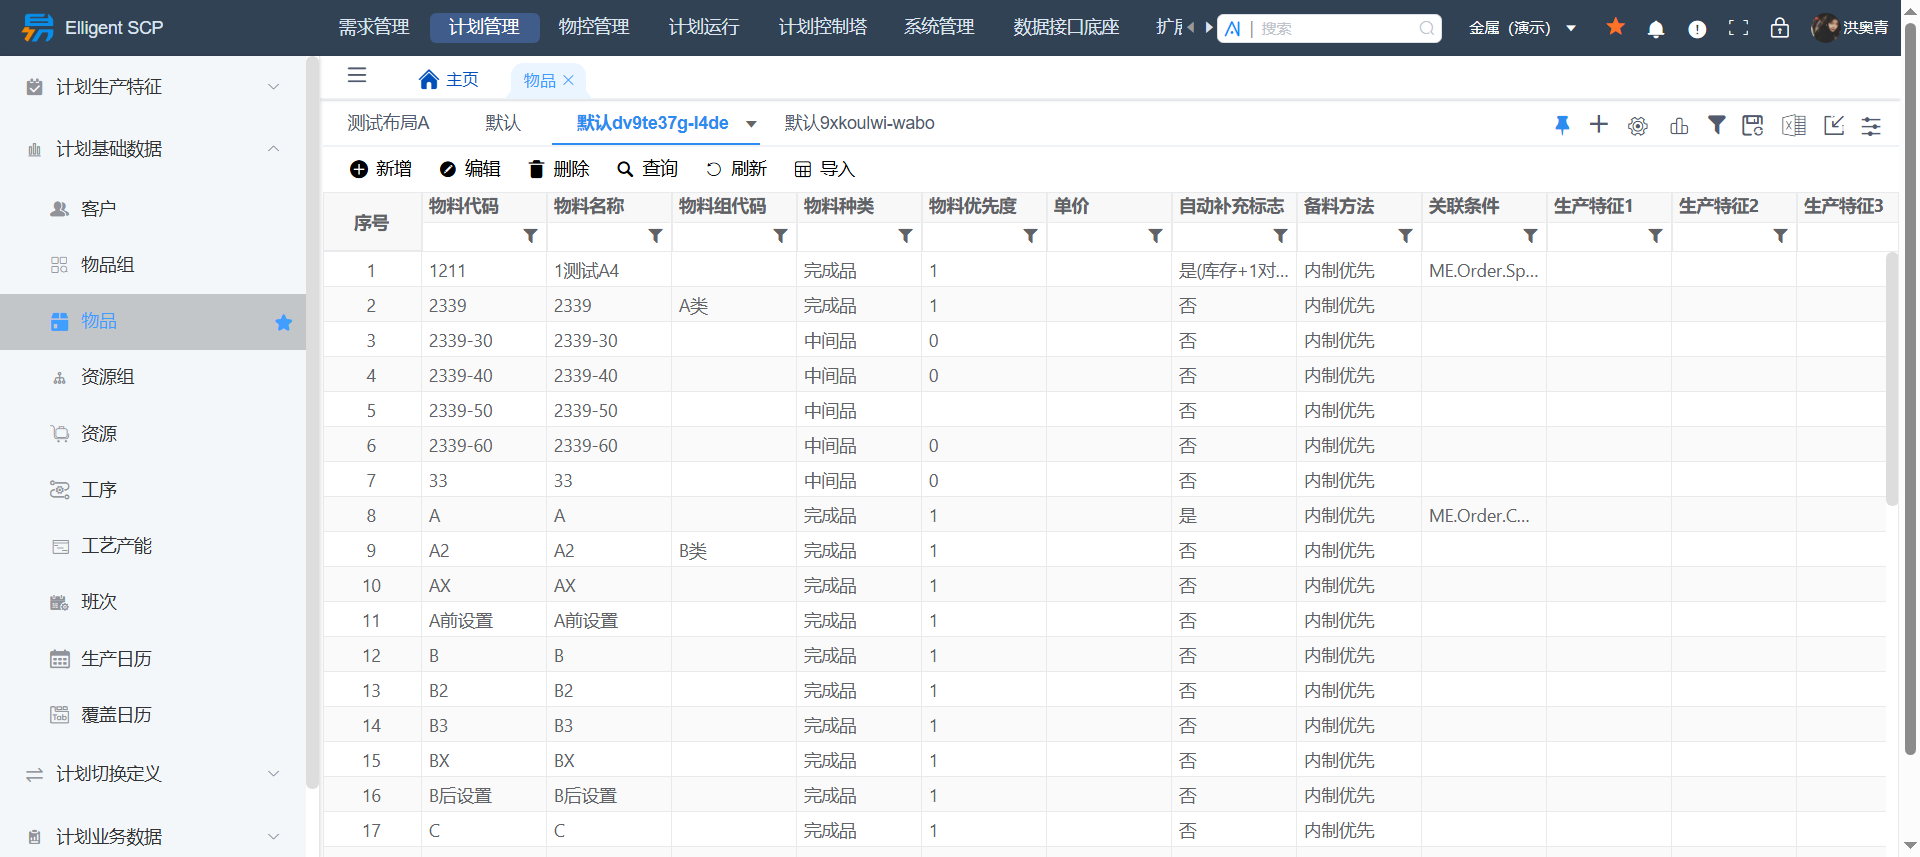 Elligent SCP
需求管理 计划管理 物控管理 计划运行 计划控制塔 系统管理 数据接口底座
AI | 搜索 金属 (演示) 洪奥青
计划生产特征
计划基础数据
客户
物品组
物品
资源组
资源
工序
工艺产能
班次
生产日历
Tab 覆盖日历
计划切换定义
计划业务数据
主页 物品
测试布局A 默认 默认dv9te37g-l4de 默认9xkoulwi-wabo
新增 编辑 删除 查询 刷新 导入
序号 物料代码 物料名称 物料组代码 物料种类 物料优先度 单价 自动补充标志 备料方法 关联条件 生产特征1 生产特征2 生产特征3
1 1211 1测试A4 完成品 1 是(库存+1对... 内制优先 ME.Order.Sp...
2 2339 2339 A类 完成品 1 否 内制优先
3 2339-30 2339-30 中间品 0 否 内制优先
4 2339-40 2339-40 中间品 0 否 内制优先
5 2339-50 2339-50 中间品 否 内制优先
6 2339-60 2339-60 中间品 0 否 内制优先
7 33 33 中间品 0 否 内制优先
8 A A 完成品 1 是 内制优先 ME.Order.C...
9 A2 A2 B类 完成品 1 否 内制优先
10 AX AX 完成品 1 否 内制优先
11 A前设置 A前设置 完成品 1 否 内制优先
12 B B 完成品 1 否 内制优先
13 B2 B2 完成品 1 否 内制优先
14 B3 B3 完成品 1 否 内制优先
15 BX BX 完成品 1 否 内制优先
16 B后设置 B后设置 完成品 1 否 内制优先
17 C C 完成品 1 否 内制优先